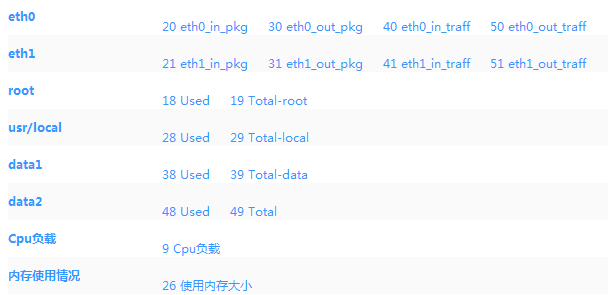 eth0
20 eth0_in_pkg 30 eth0_out_pkg 40 eth0_in_traff 50 eth0_out_traff
eth1
21 eth1_in_pkg 31 eth1_out_pkg 41 eth1_in_traff 51 eth1_out_traff
root
18 Used 19 Total-root
usr/local
28 Used 29 Total-local
data1
38 Used 39 Total-data
data2
48 Used 49 Total
Cpu负载
9 Cpu负载
内存使用情况
26 使用内存大小